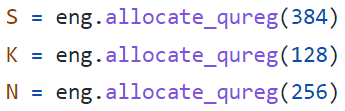 S = eng.allocate_qureg(384)
K = eng.allocate_qureg(128)
N = eng.allocate_qureg(256)